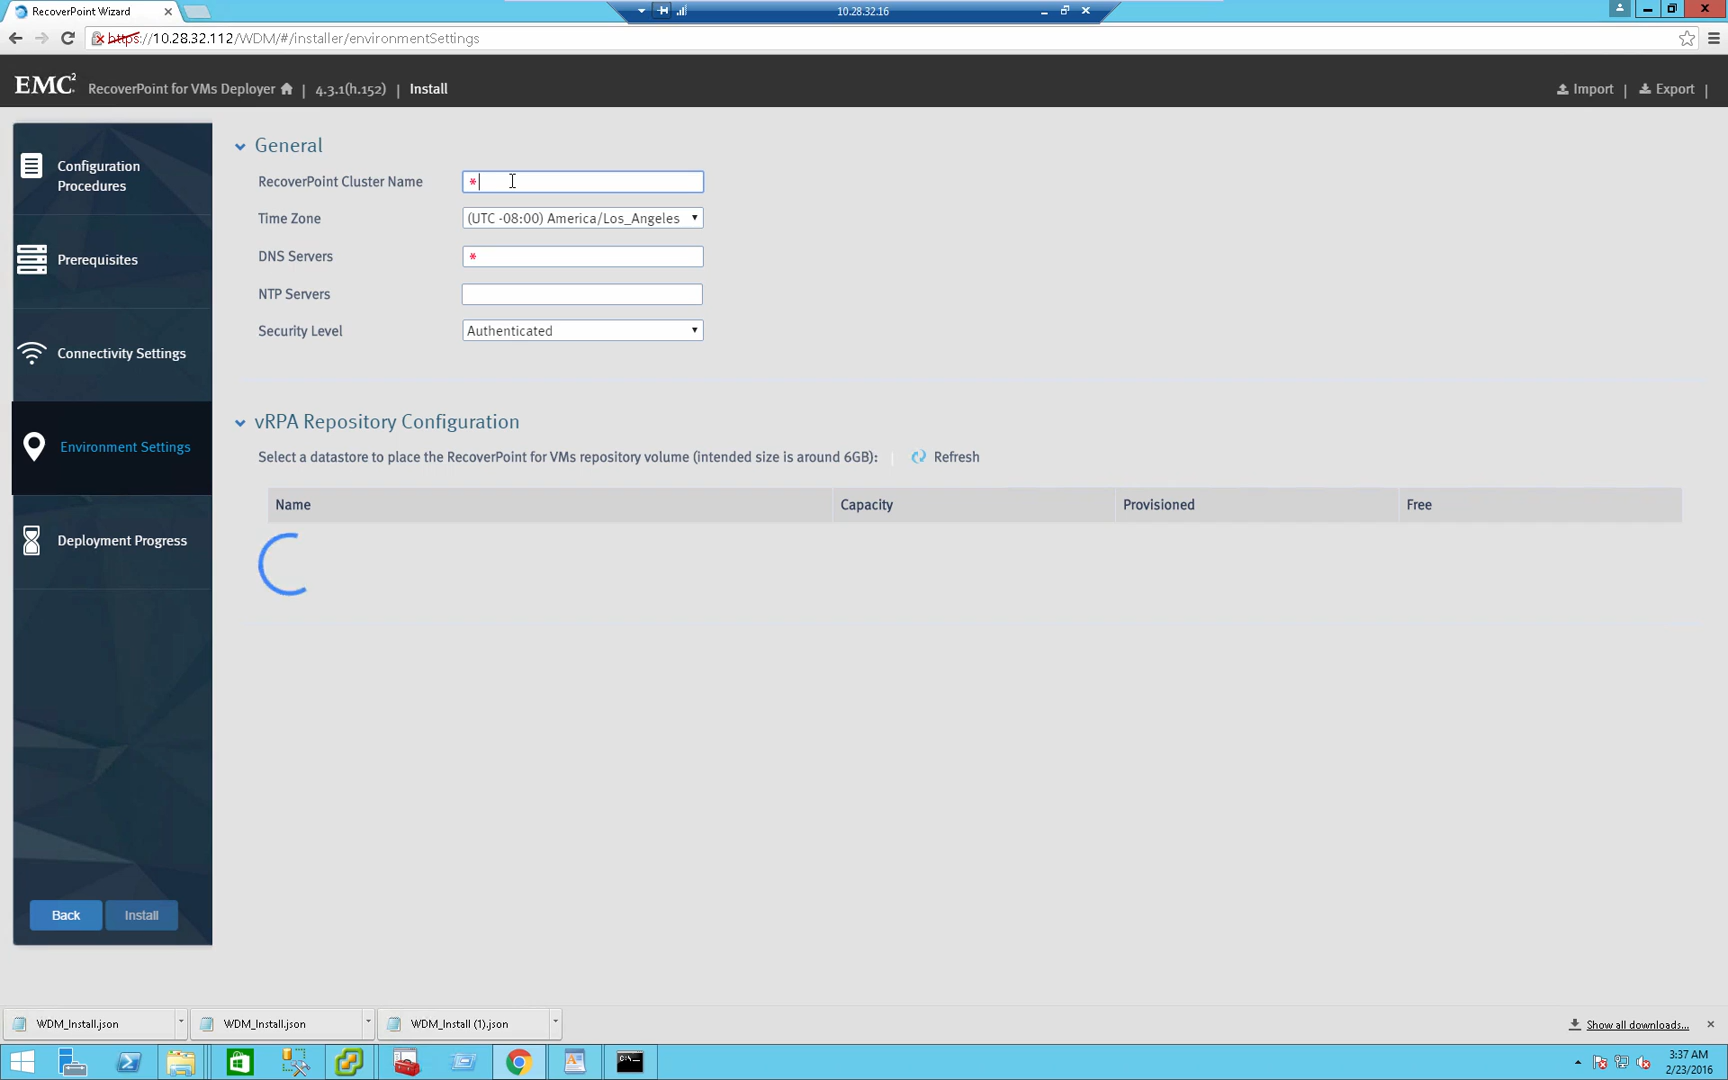 RecoverPoint Wizard
10.28.32.16
https://10.28.32.112/WDM/#/installer/environmentSettings
EMC² RecoverPoint for VMs Deployer | 4.3.1(h.152) | Install
Import | Export |
Configuration Procedures
Prerequisites
Connectivity Settings
Environment Settings
Deployment Progress
Back
Install
General
RecoverPoint Cluster Name *
Time Zone (UTC -08:00) America/Los_Angeles
DNS Servers *
NTP Servers
Security Level Authenticated
vRPA Repository Configuration
Select a datastore to place the RecoverPoint for VMs repository volume (intended size is around 6GB): | Refresh
Name Capacity Provisioned Free
WDM_Install.json
WDM_Install.json
WDM_Install (1).json
Show all downloads...
3:37 AM
2/23/2016